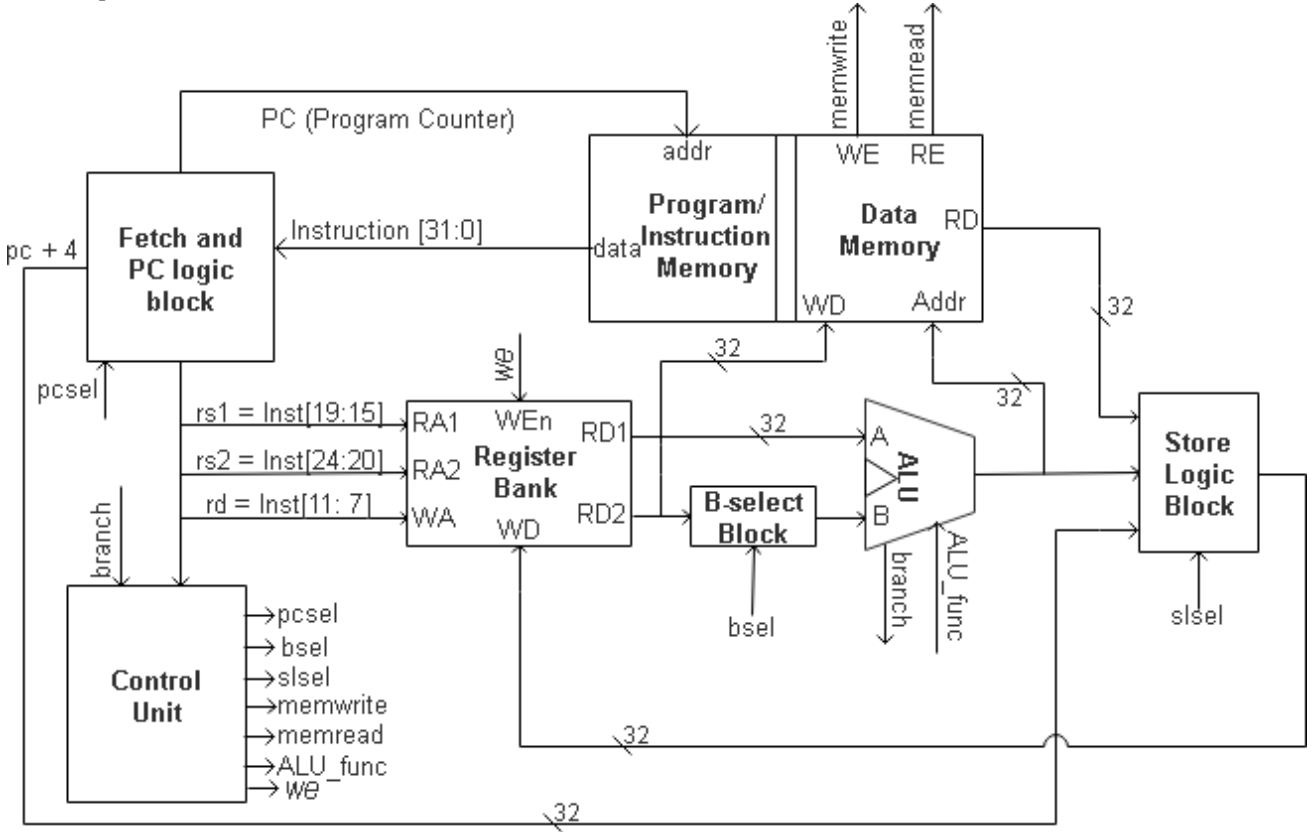 memwrite
memread
PC (Program Counter)
addr
WE
RE
Program/
Instruction
Memory
Data
Memory
RD
data
WD
Addr
Fetch and
PC logic
block
Instruction [31:0]
pc + 4
pcsel
32
32
32
we
rs1 = Inst[19:15]
rs2 = Inst[24:20]
rd = Inst[11: 7]
RA1
WEn
RD1
RA2
Register
Bank
WA
WD
RD2
32
B-select
Block
bsel
A
B
ALU
branch
ALU_func
Store
Logic
Block
slsel
branch
Control
Unit
pcsel
bsel
slsel
memwrite
memread
ALU_func
we
32
32